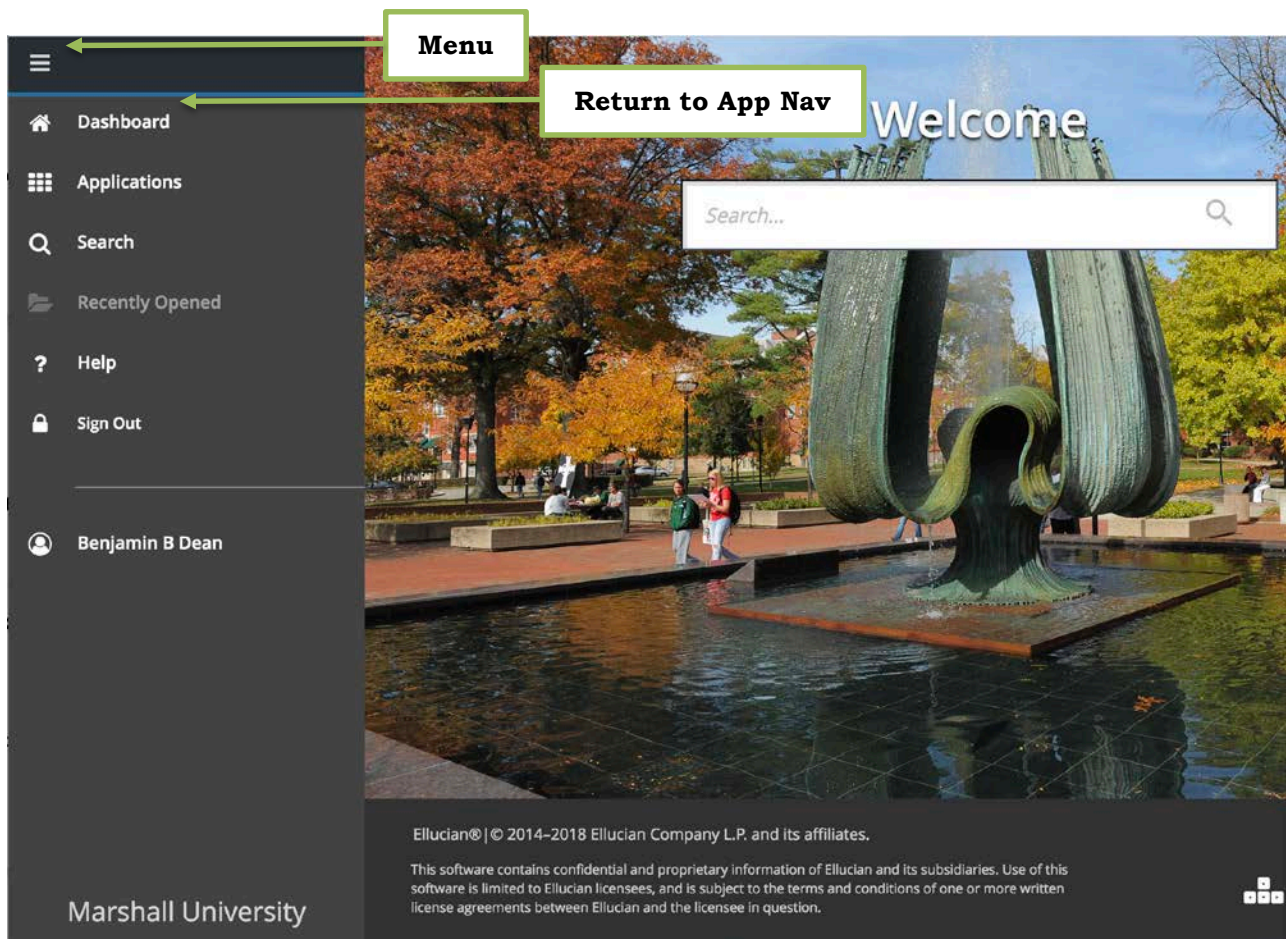 Menu
Return to App Nav
Welcome
Search...
Dashboard
Applications
Search
Recently Opened
Help
Sign Out
Benjamin B Dean
Marshall University
Ellucian®|© 2014–2018 Ellucian Company L.P. and its affiliates.
This software contains confidential and proprietary information of Ellucian and its subsidiaries. Use of this
software is limited to Ellucian licensees, and is subject to the terms and conditions of one or more written
license agreements between Ellucian and the licensee in question.